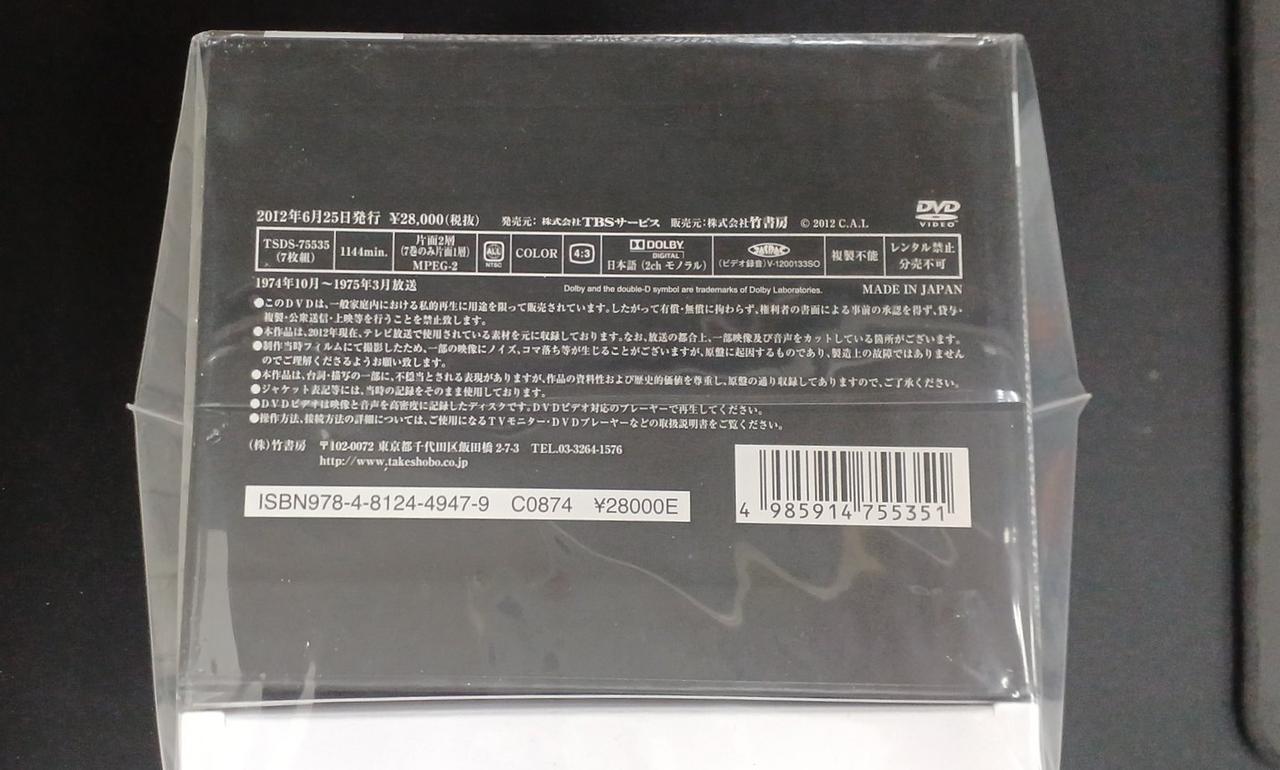 DVD
VIDEO
2012年6月25日発行 ¥28,000(税抜) 発売元:株式会社TBSサービス 販売元:株式会社竹書房 © 2012 C.A.L
TSDS-75535 (7枚組) 1144min. 片面2層 (7巻のみ片面1層) MPEG-2 ALL NTSC COLOR 4:3 DOLBY DIGITAL 日本語 (2ch モノラル) (ビデオ録音)V-1200133SO 複製不能 レンタル禁止 分売不可
1974年10月〜1975年3月放送 Dolby and the double-D symbol are trademarks of Dolby Laboratories. MADE IN JAPAN
●このDVDは、一般家庭内における私的再生に用途を限って販売されています。したがって有償・無償に拘わらず、権利者の書面による事前の承認を得ず、貸与・
複製・公衆送信・上映等を行うことを禁止致します。
●本作品は、2012年現在、テレビ放送で使用されている素材を元に収録しております。なお、放送の都合上、一部映像及び音声をカットしている箇所がございます。
●制作当時フィルムにて撮影したため、一部の映像にノイズ、コマ落ち等が生じることがございますが、原盤に起因するものであり、製造上の故障ではありません
のでご理解くださるようお願い致します。
●本作品は、台詞・描写の一部に、不穏当とされる表現がありますが、作品の資料性および歴史的価値を尊重し、原盤の通り収録してありますので、ご了承ください。
●ジャケット表記等には、当時の記録をそのまま使用しております。
●DVDビデオは映像と音声を高密度に記録したディスクです。DVDビデオ対応のプレーヤーで再生してください。
●操作方法、接続方法の詳細については、ご使用になるTVモニター・DVDプレーヤーなどの取扱説明書をご覧ください。
(株)竹書房 〒102-0072 東京都千代田区飯田橋 2-7-3 TEL.03-3264-1576
http://www.takeshobo.co.jp
ISBN978-4-8124-4947-9 C0874 ¥28000E
4 985914 755351